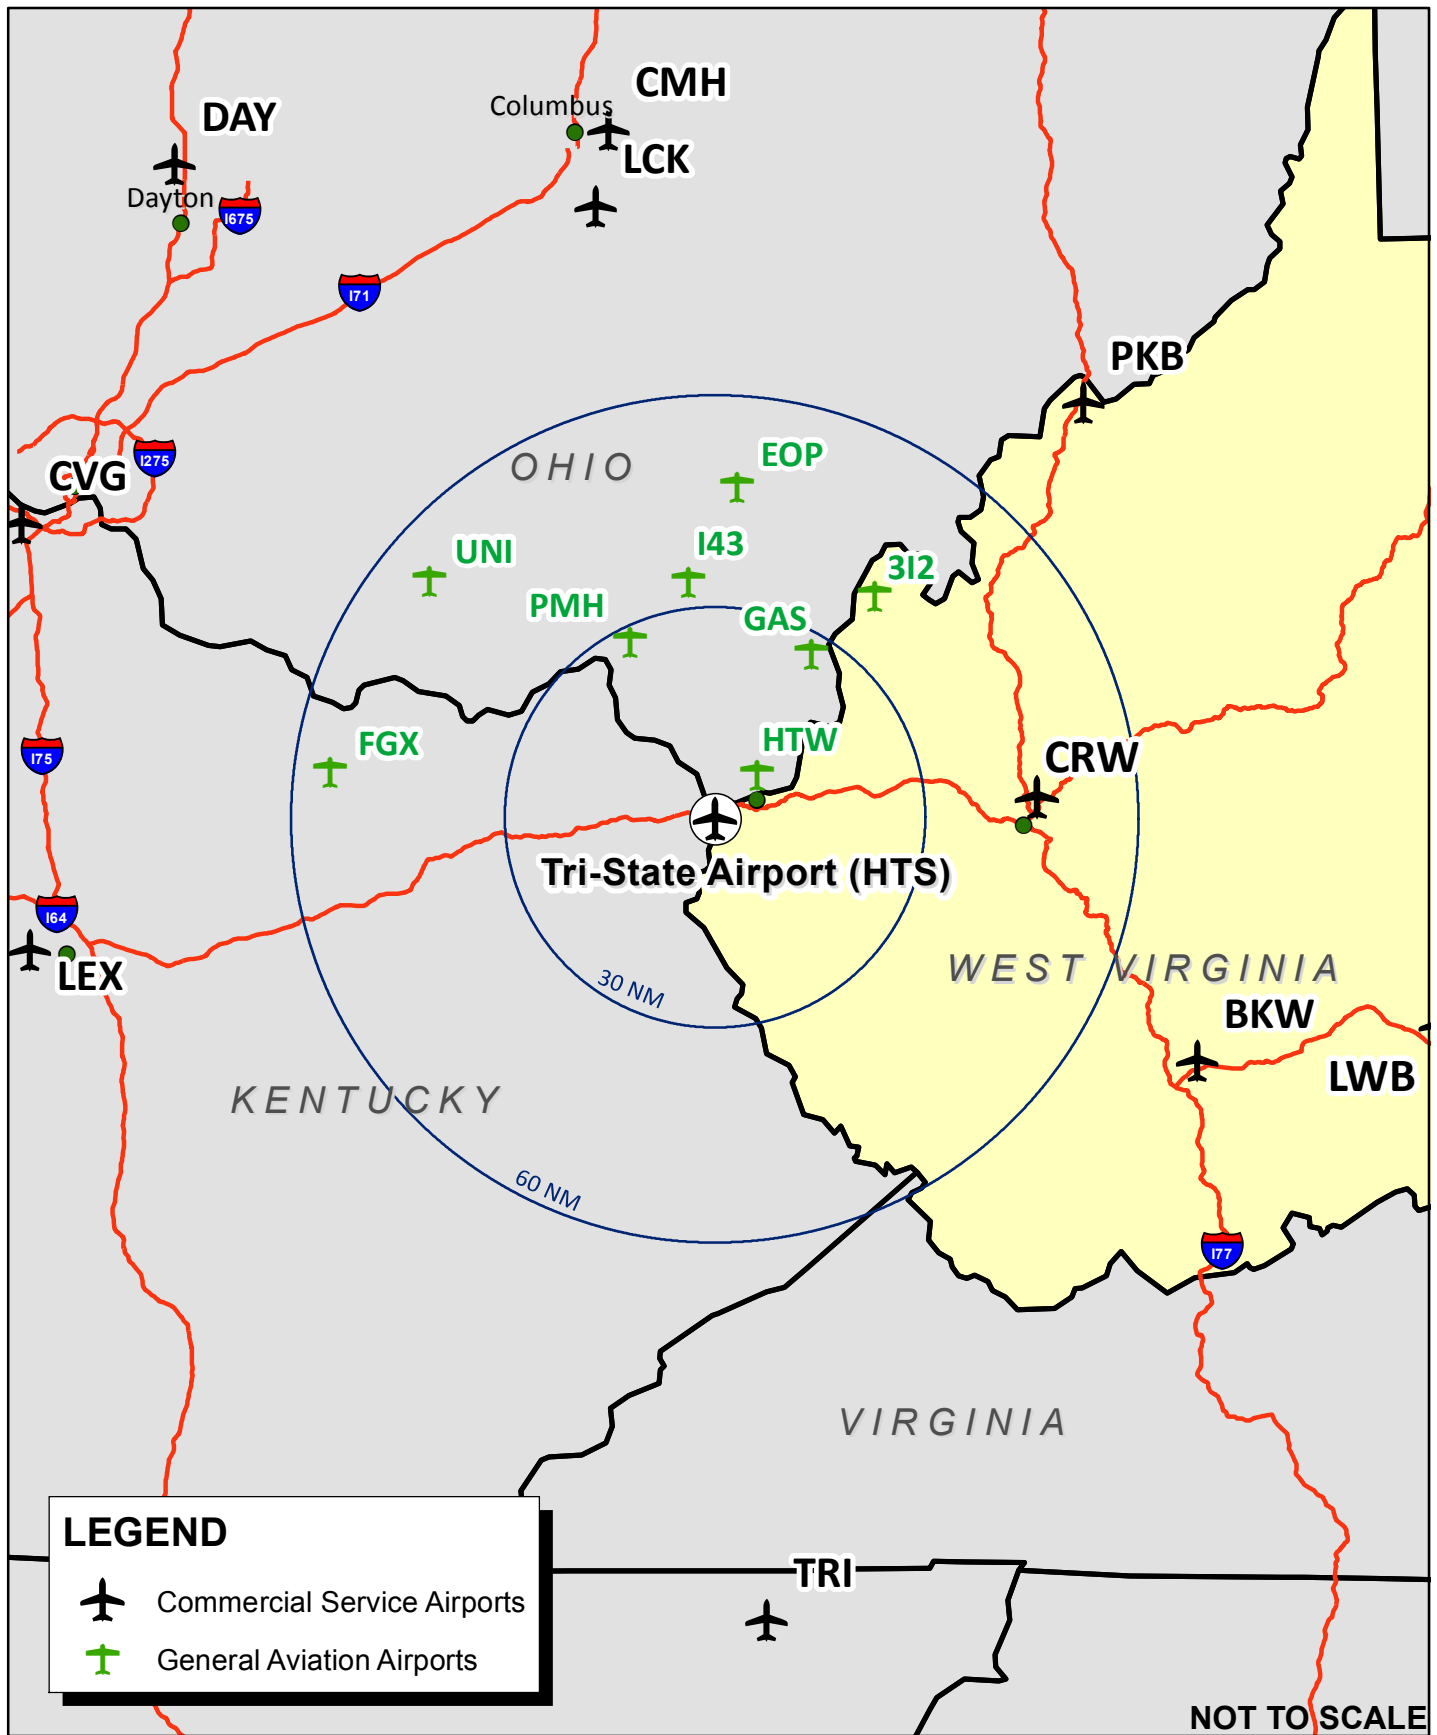 CMH
Columbus
DAY
LCK
Dayton
I675
I71
PKB
I275
CVG
OHIO
EOP
UNI
I43
3I2
PMH
GAS
FGX
HTW
I75
CRW
Tri-State Airport (HTS)
I64
LEX
30 NM
WEST VIRGINIA
BKW
LWB
KENTUCKY
60 NM
I77
VIRGINIA
LEGEND
Commercial Service Airports
General Aviation Airports
TRI
NOT TO SCALE